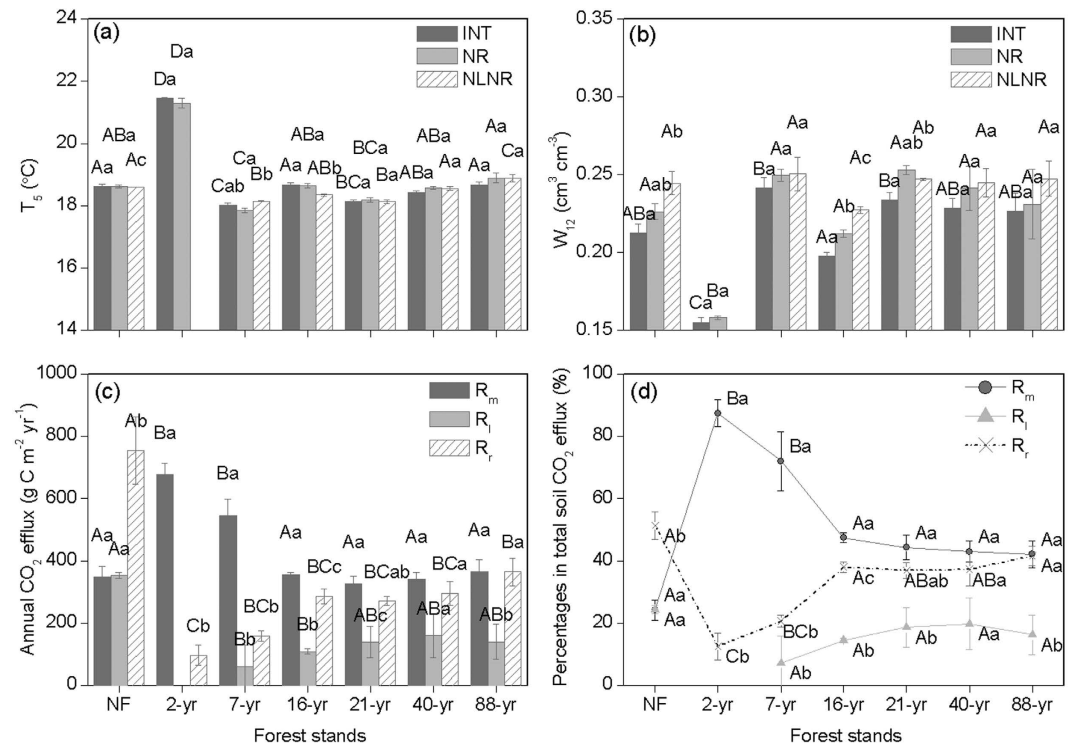 (a)
INT
NR
NLNR
24
22
20
18
16
14
T5 (°C)
Aa
ABa
Ac
Da
Da
Cab
Ca
Bb
Aa
ABa
ABb
BCa
BCa
Ba
ABa
ABa
Aa
Aa
Aa
Ca
(b)
INT
NR
NLNR
0.35
0.30
0.25
0.20
0.15
W12 (cm3 cm-3)
ABa
Aab
Ab
Ca
Ba
Ba
Aa
Aa
Aa
Ab
Ac
Ba
Aab
Ab
ABa
Aa
Aa
ABa
Aa
Aa
(c)
Rm
Rl
Rr
1000
800
600
400
200
0
Annual CO2 efflux (g C m-2 yr-1)
Aa
Aa
Ab
Ba
Cb
Ba
Bb
BCb
Aa
Bb
BCc
Aa
ABc
BCab
Aa
ABa
BCa
Aa
ABb
Ba
NF
2-yr
7-yr
16-yr
21-yr
40-yr
88-yr
Forest stands
(d)
Rm
Rl
Rr
100
80
60
40
20
0
Percentages in total soil CO2 efflux (%)
Ab
Aa
Aa
Ba
Cb
Ba
BCb
Ab
Aa
Ac
Ab
Aa
ABab
Ab
Aa
ABa
Aa
Aa
Ba
Ab
NF
2-yr
7-yr
16-yr
21-yr
40-yr
88-yr
Forest stands